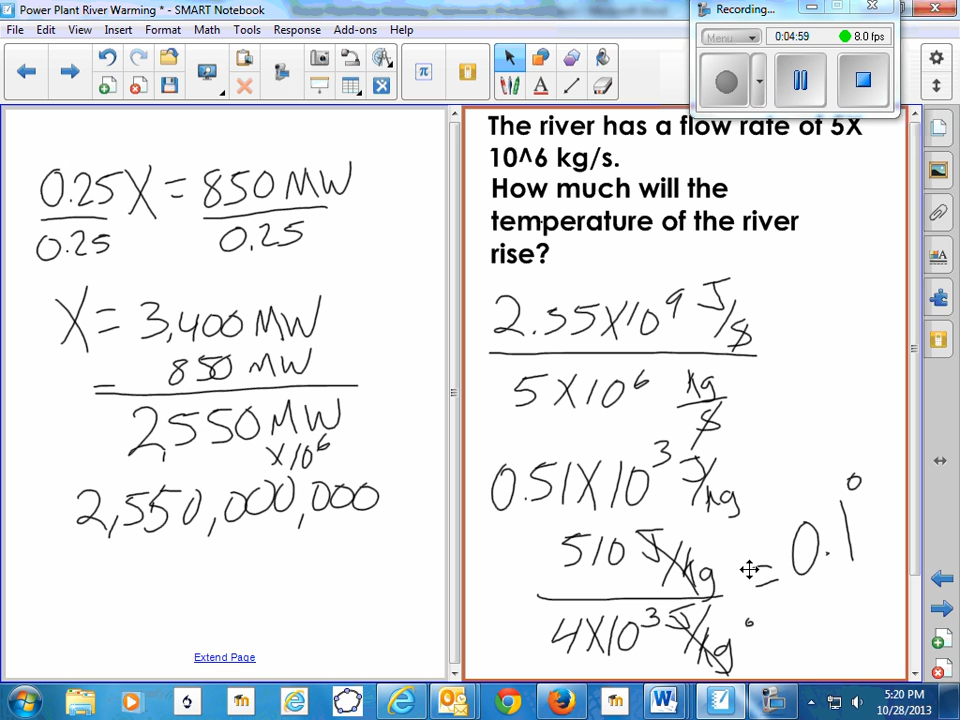 Power Plant River Warming * - SMART Notebook
Recording...
File Edit View Insert Format Math Tools Response Add-ons Help
Menu
0:04:59
8.0 fps
0.25X = 850 MW
0.25 0.25
X = 3,400 MW
= 850 MW
2,550 MW
X10^6
2,550,000,000
Extend Page
The river has a flow rate of 5X
10^6 kg/s.
How much will the
temperature of the river
rise?
2.55X10^9 J/s
5X10^6 kg/s
0.51X10^3 J/kg
510 J/kg = 0.1°
4X10^3 J/kg °
5:20 PM
10/28/2013